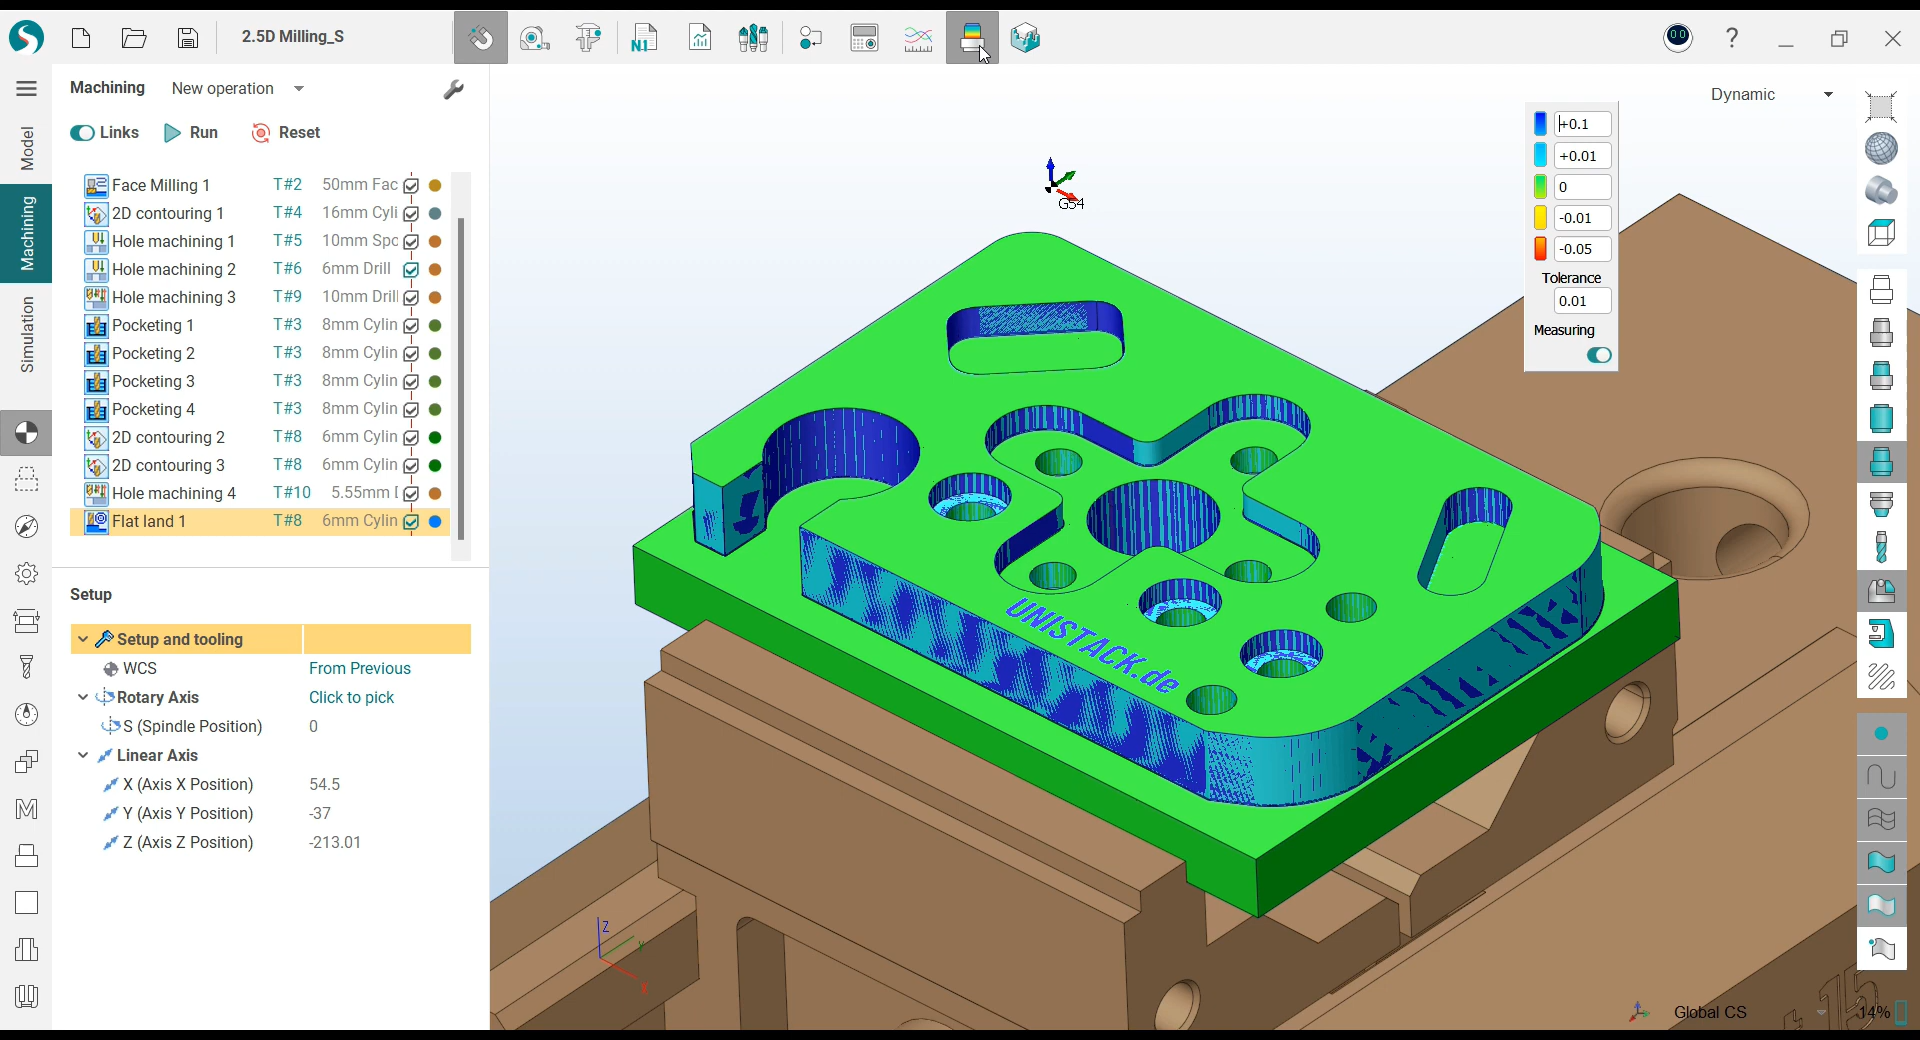 2.5D Milling_S
N1
?
Machining
New operation
Links
Run
Reset
Model
Machining
Simulation
Face Milling 1 T#2 50mm Fac
2D contouring 1 T#4 16mm Cyli
Hole machining 1 T#5 10mm Spo
Hole machining 2 T#6 6mm Drill
Hole machining 3 T#9 10mm Dril
Pocketing 1 T#3 8mm Cylin
Pocketing 2 T#3 8mm Cylin
Pocketing 3 T#3 8mm Cylin
Pocketing 4 T#3 8mm Cylin
2D contouring 2 T#8 6mm Cylin
2D contouring 3 T#8 6mm Cylin
Hole machining 4 T#10 5.55mm
Flat land 1 T#8 6mm Cylin
Setup
Setup and tooling
WCS From Previous
Rotary Axis Click to pick
S (Spindle Position) 0
Linear Axis
X (Axis X Position) 54.5
Y (Axis Y Position) -37
Z (Axis Z Position) -213.01
Dynamic
+0.1
+0.01
0
-0.01
-0.05
Tolerance
0.01
Measuring
G54
UNISTACK.de
Z
Y
X
Global CS
14%